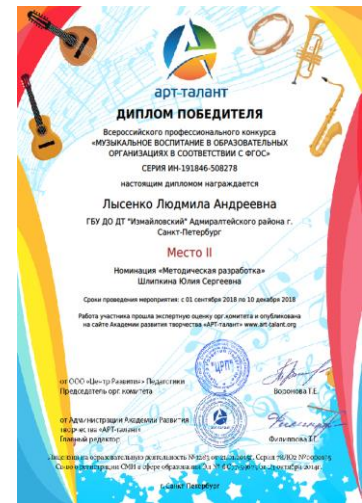 арт-талант
ДИПЛОМ ПОБЕДИТЕЛЯ
Всероссийского профессионального конкурса
«МУЗЫКАЛЬНОЕ ВОСПИТАНИЕ В ОБРАЗОВАТЕЛЬНЫХ
ОРГАНИЗАЦИЯХ В СООТВЕТСТВИИ С ФГОС»
СЕРИЯ ИН-191846-508278
настоящим дипломом награждается
Лысенко Людмила Андреевна
ГБУ ДО ДТ "Измайловский" Адмиралтейского района г.
Санкт-Петербург
Место II
Номинация «Методическая разработка»
Шлипкина Юлия Сергеевна
Сроки проведения мероприятия: с 01 сентября 2018 по 10 декабря 2018
Работа участника прошла экспертную оценку орг.комитета и опубликована
на сайте Академии развития творчества «АРТ-талант» www.art-talant.org
"ЦРП"
от ООО «Центр Развития» Педагогики
Председатель орг. комитета
Воронова Т.Е.
от Администрации Академии Развития
творчества «АРТ-талант»
Главный редактор
Филиппова Т.Г.
г. Санкт-Петербург